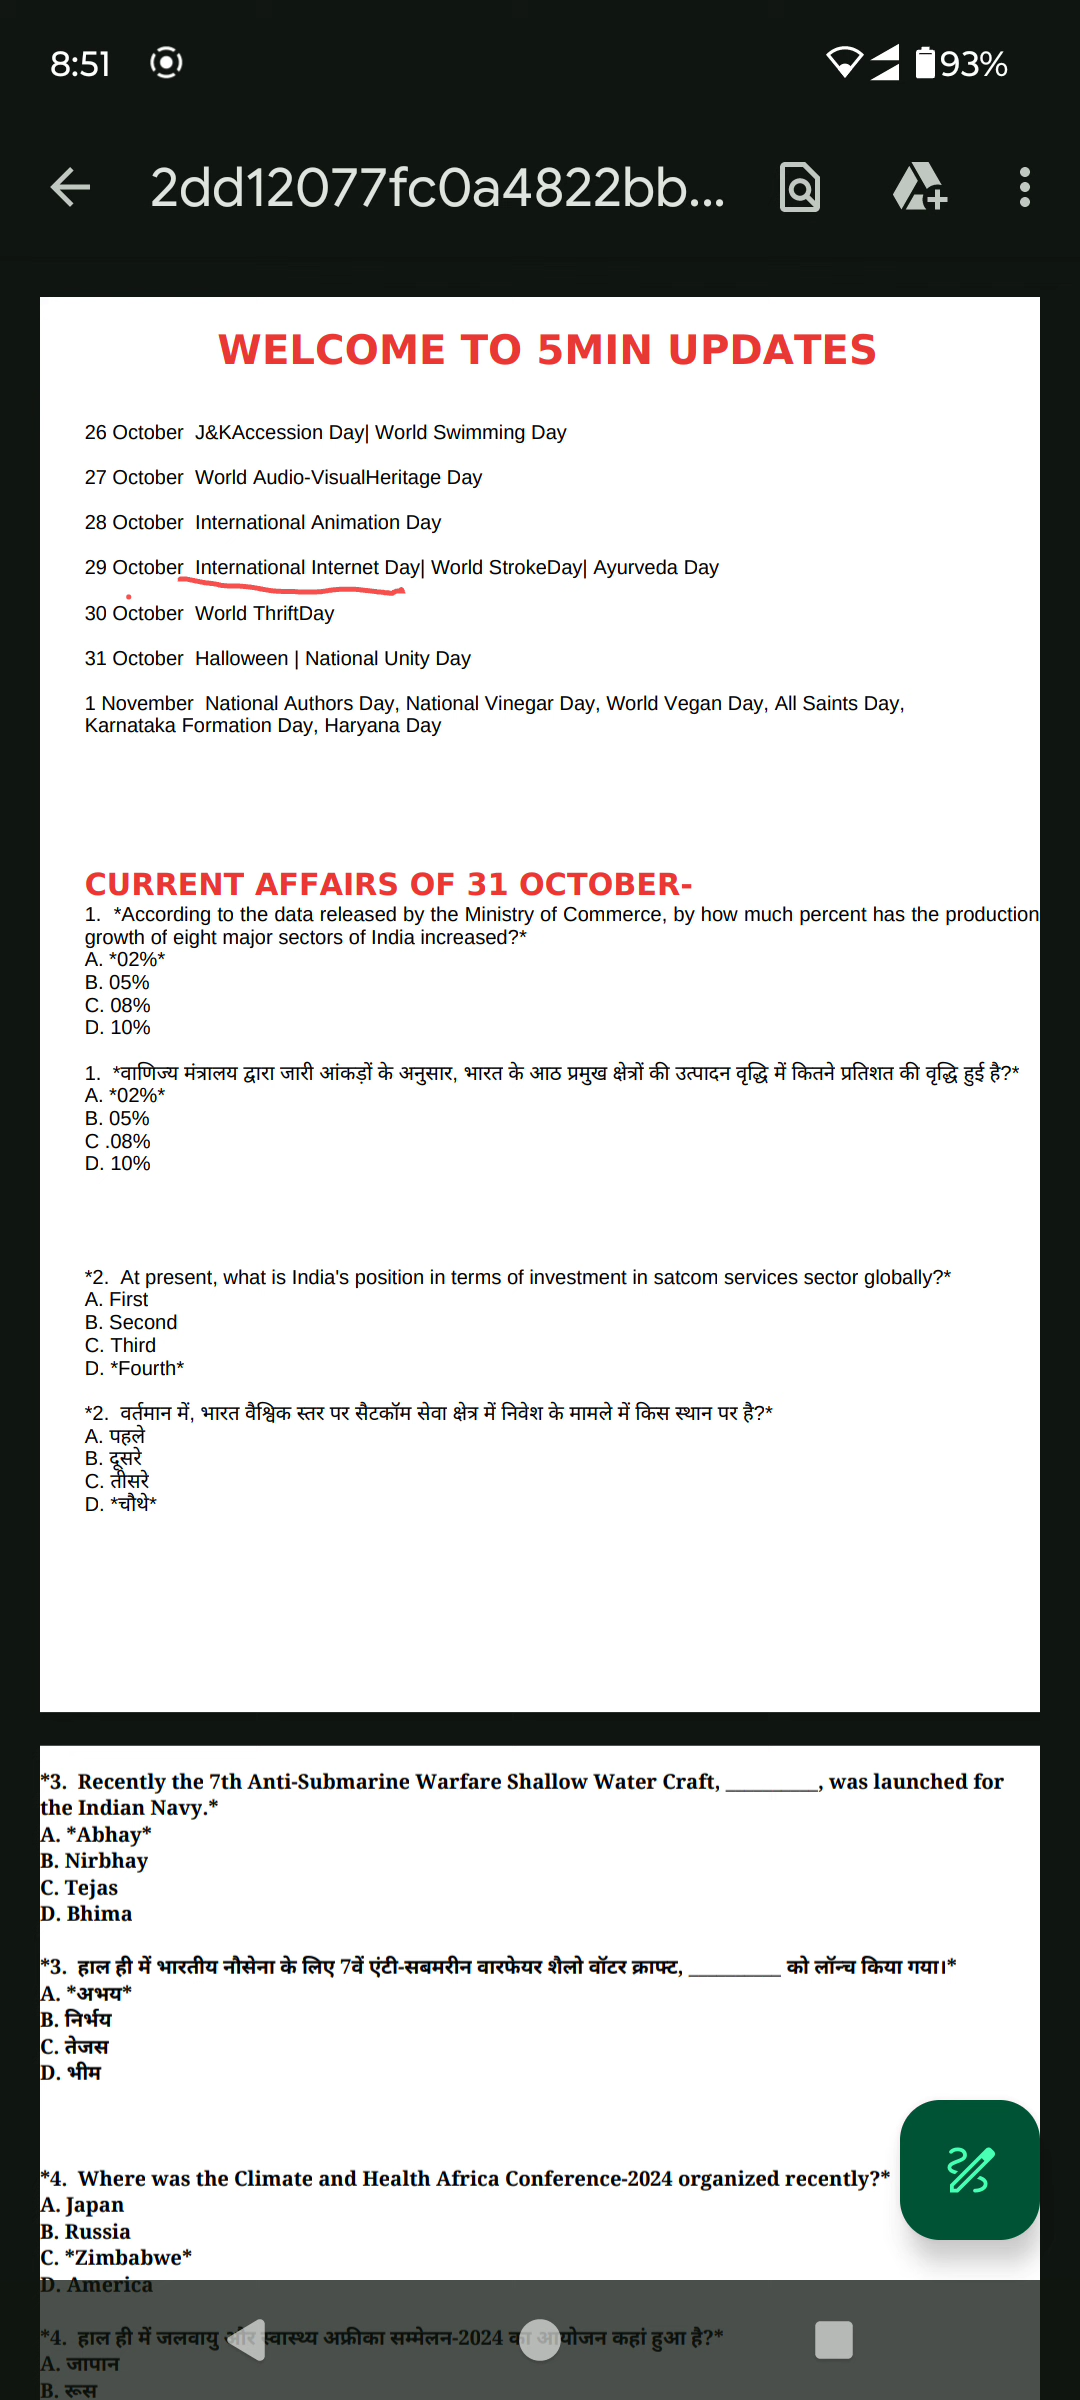 8:51
93%
2dd12077fc0a4822bb...
WELCOME TO 5MIN UPDATES
26 October  J&KAccession Day| World Swimming Day
27 October  World Audio-VisualHeritage Day
28 October  International Animation Day
29 October  International Internet Day| World StrokeDay| Ayurveda Day
30 October  World ThriftDay
31 October  Halloween | National Unity Day
1 November  National Authors Day, National Vinegar Day, World Vegan Day, All Saints Day,
Karnataka Formation Day, Haryana Day
CURRENT AFFAIRS OF 31 OCTOBER-
1.  *According to the data released by the Ministry of Commerce, by how much percent has the production
growth of eight major sectors of India increased?*
A. *02%*
B. 05%
C. 08%
D. 10%
1.  *वाणिज्य मंत्रालय द्वारा जारी आंकड़ों के अनुसार, भारत के आठ प्रमुख क्षेत्रों की उत्पादन वृद्धि में कितने प्रतिशत की वृद्धि हुई है?*
A. *02%*
B. 05%
C .08%
D. 10%
*2.  At present, what is India's position in terms of investment in satcom services sector globally?*
A. First
B. Second
C. Third
D. *Fourth*
*2.  वर्तमान में, भारत वैश्विक स्तर पर सैटकॉम सेवा क्षेत्र में निवेश के मामले में किस स्थान पर है?*
A. पहले
B. दूसरे
C. तीसरे
D. *चौथे*
*3.  Recently the 7th Anti-Submarine Warfare Shallow Water Craft, _________, was launched for
the Indian Navy.*
A. *Abhay*
B. Nirbhay
C. Tejas
D. Bhima
*3.  हाल ही में भारतीय नौसेना के लिए 7वें एंटी-सबमरीन वारफेयर शैलो वॉटर क्राफ्ट, _________ को लॉन्च किया गया।*
A. *अभय*
B. निर्भय
C. तेजस
D. भीम
*4.  Where was the Climate and Health Africa Conference-2024 organized recently?*
A. Japan
B. Russia
C. *Zimbabwe*
D. America
*4.  हाल ही में जलवायु और स्वास्थ्य अफ्रीका सम्मेलन-2024 का आयोजन कहां हुआ है?*
A. जापान
B. रूस